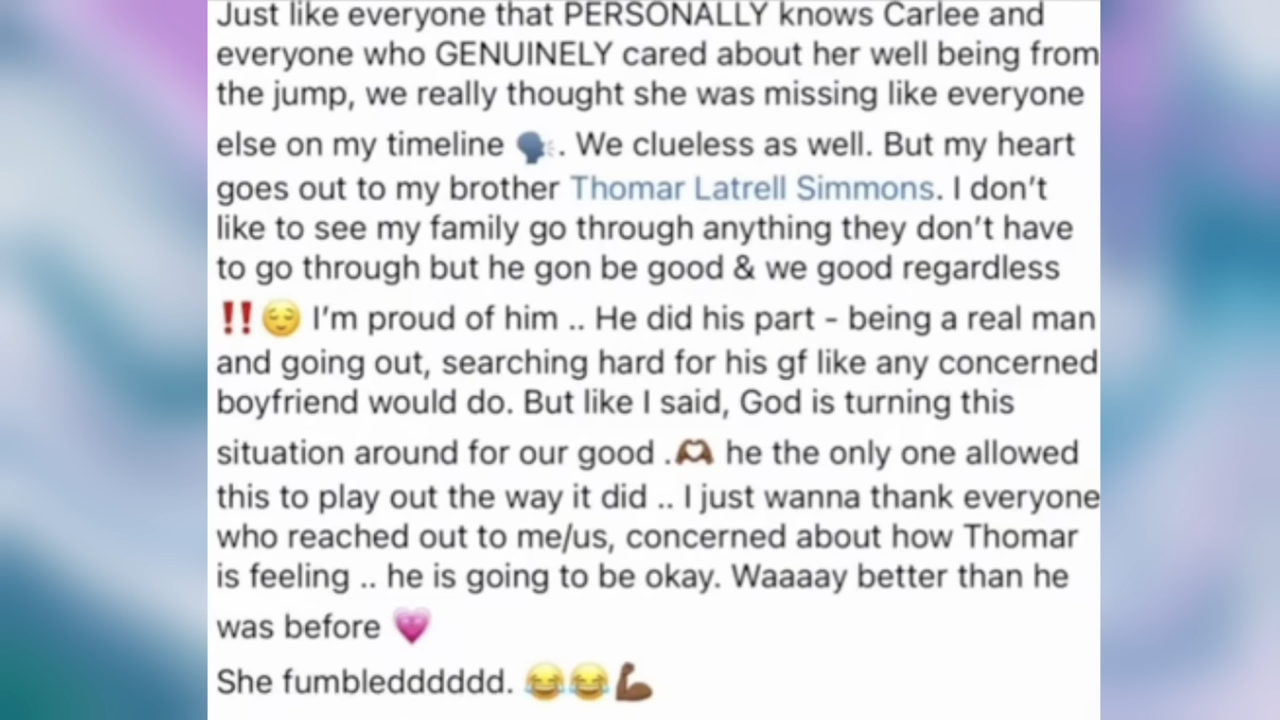 Just like everyone that PERSONALLY knows Carlee and
everyone who GENUINELY cared about her well being from
the jump, we really thought she was missing like everyone
else on my timeline 🗣️. We clueless as well. But my heart
goes out to my brother Thomar Latrell Simmons. I don’t
like to see my family go through anything they don’t have
to go through but he gon be good & we good regardless
‼️😌 I’m proud of him .. He did his part - being a real man
and going out, searching hard for his gf like any concerned
boyfriend would do. But like I said, God is turning this
situation around for our good .🫶🏾 he the only one allowed
this to play out the way it did .. I just wanna thank everyone
who reached out to me/us, concerned about how Thomar
is feeling .. he is going to be okay. Waaaay better than he
was before 💗
She fumbledddddd. 😂😂💪🏾